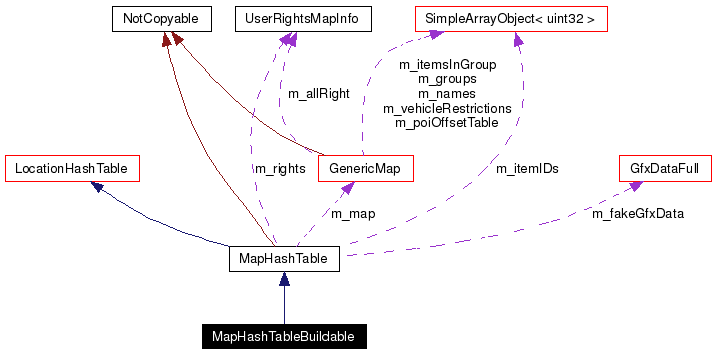 NotCopyable
UserRightsMapInfo
SimpleArrayObject< uint32 >
m_itemsInGroup
m_groups
m_names
m_vehicleRestrictions
m_poiOffsetTable
m_allRight
LocationHashTable
m_rights
GenericMap
m_itemIDs
GfxDataFull
m_map
m_fakeGfxData
MapHashTable
MapHashTableBuildable